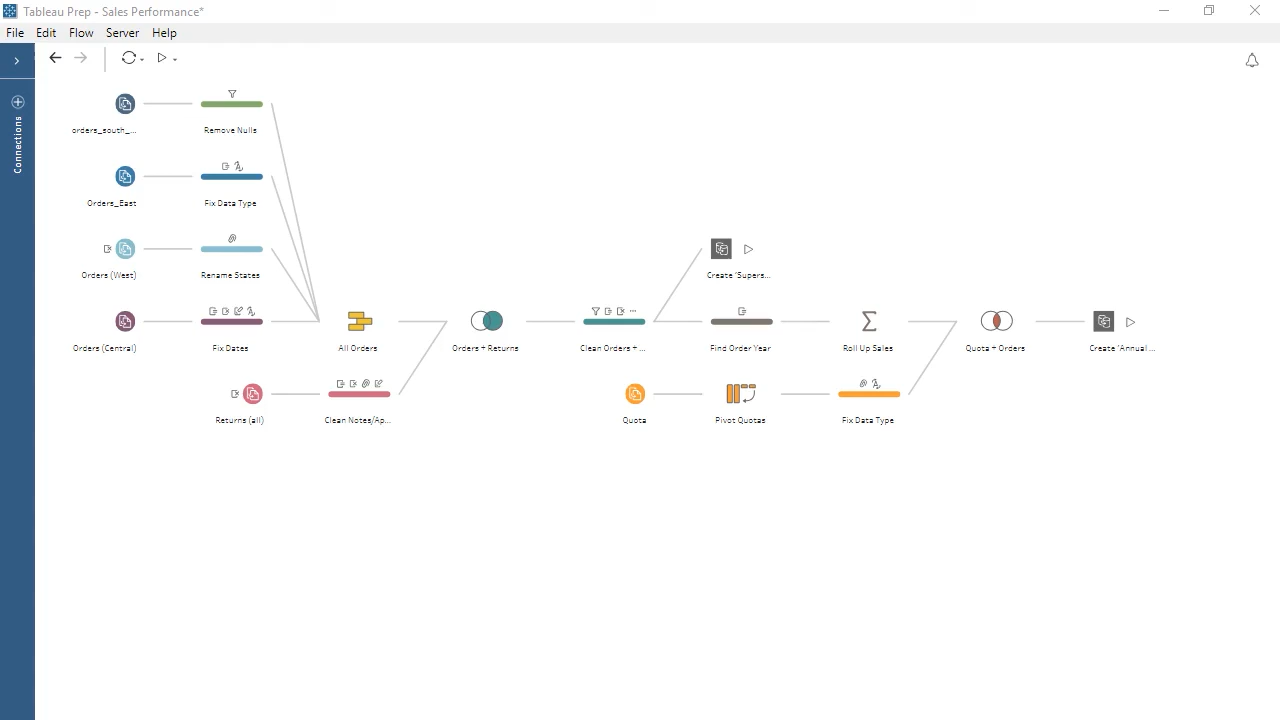 Tableau Prep - Sales Performance*
File Edit Flow Server Help
Connections
orders_south_...
Remove Nulls
Orders_East
Fix Data Type
Orders (West)
Rename States
Create 'Supers...
Orders (Central)
Fix Dates
All Orders
Orders + Returns
Clean Orders + ...
Find Order Year
Roll Up Sales
Quota + Orders
Create 'Annual ...
Returns (all)
Clean Notes/Ap...
Quota
Pivot Quotas
Fix Data Type